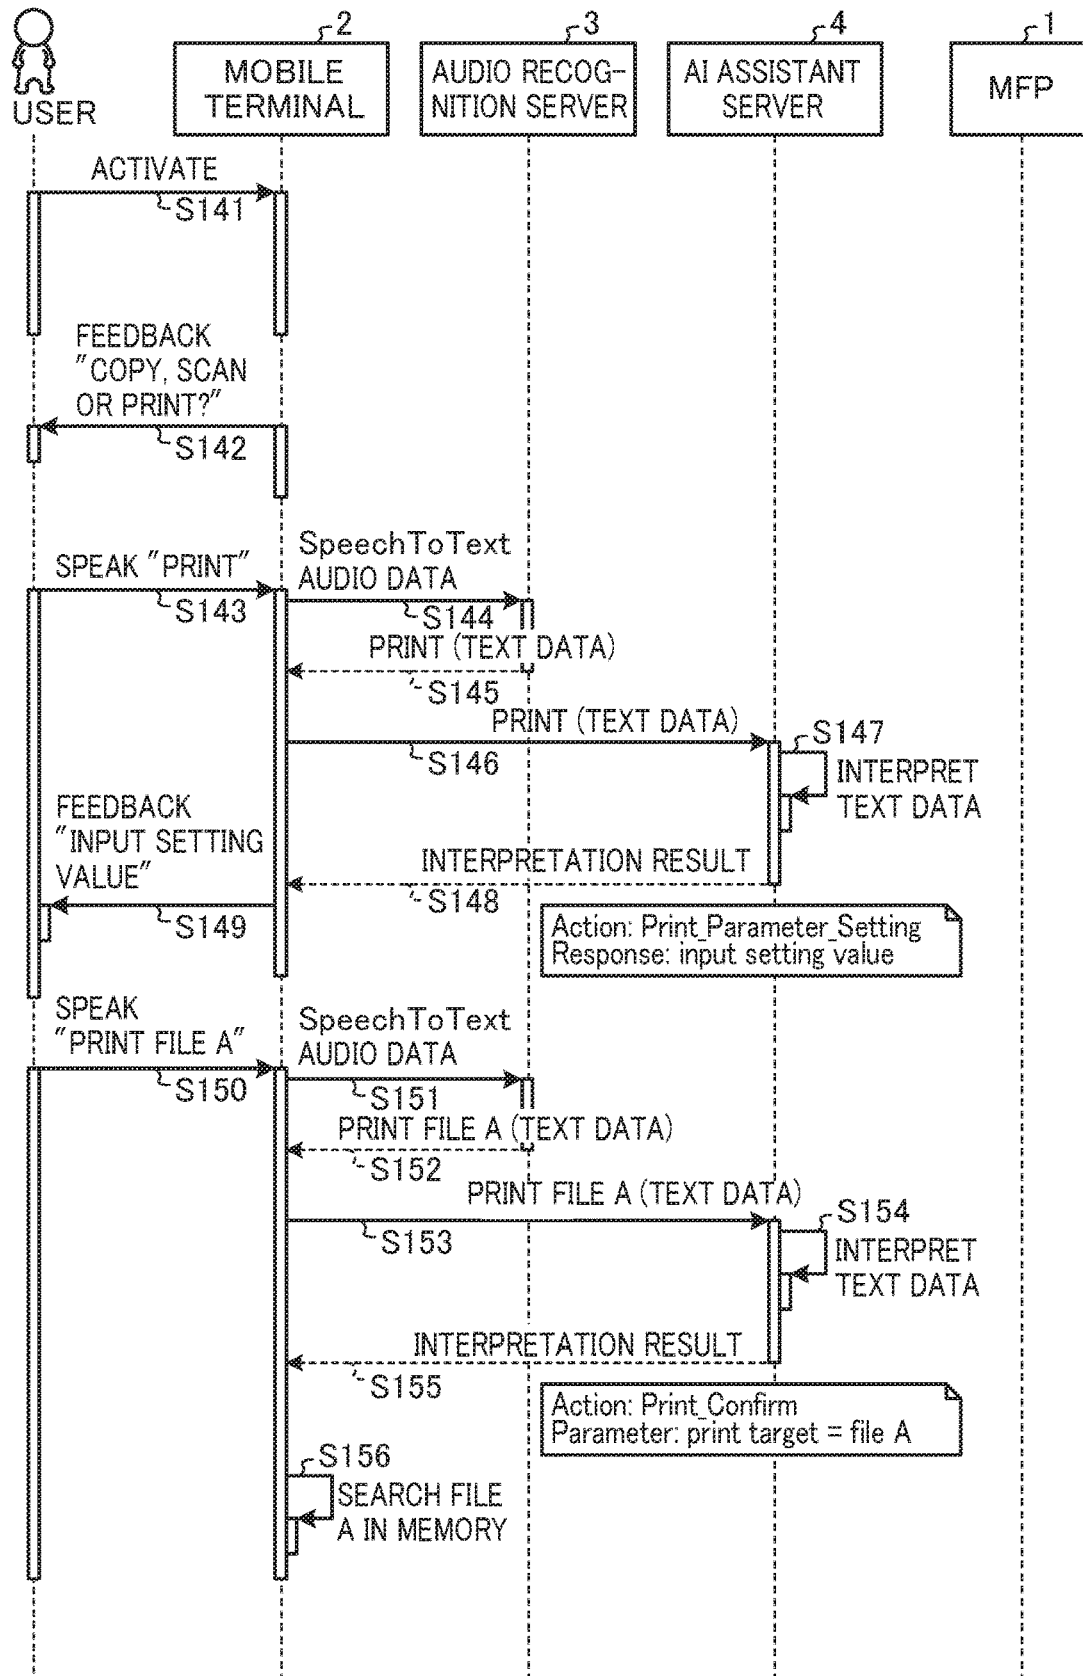 2
3
4
1
USER
MOBILE
TERMINAL
AUDIO RECOG-
NITION SERVER
AI ASSISTANT
SERVER
MFP
ACTIVATE
S141
FEEDBACK
"COPY, SCAN
OR PRINT?"
S142
SPEAK "PRINT"
S143
SpeechToText
AUDIO DATA
S144
PRINT (TEXT DATA)
S145
PRINT (TEXT DATA)
S146
S147
INTERPRET
TEXT DATA
FEEDBACK
"INPUT SETTING
VALUE"
INTERPRETATION RESULT
S148
S149
Action: Print_Parameter_Setting
Response: input setting value
SPEAK
"PRINT FILE A"
S150
SpeechToText
AUDIO DATA
S151
PRINT FILE A (TEXT DATA)
S152
PRINT FILE A (TEXT DATA)
S153
S154
INTERPRET
TEXT DATA
INTERPRETATION RESULT
S155
Action: Print_Confirm
Parameter: print target = file A
S156
SEARCH FILE
A IN MEMORY